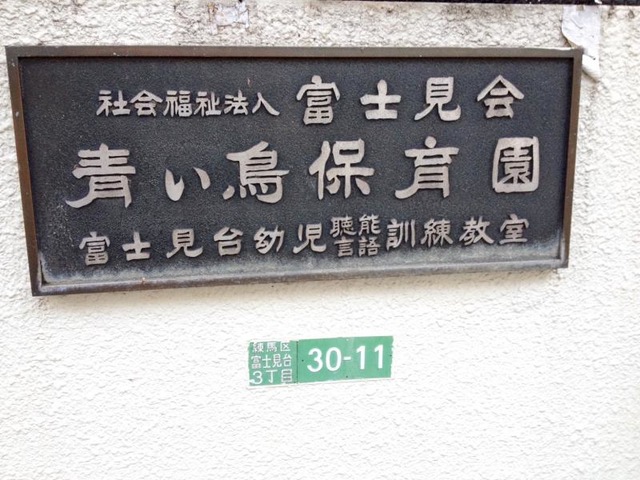 社会福祉法人 富士見会
青い鳥保育園
富士見台幼児聴能言語訓練教室
練馬区
富士見台
3丁目
30-11